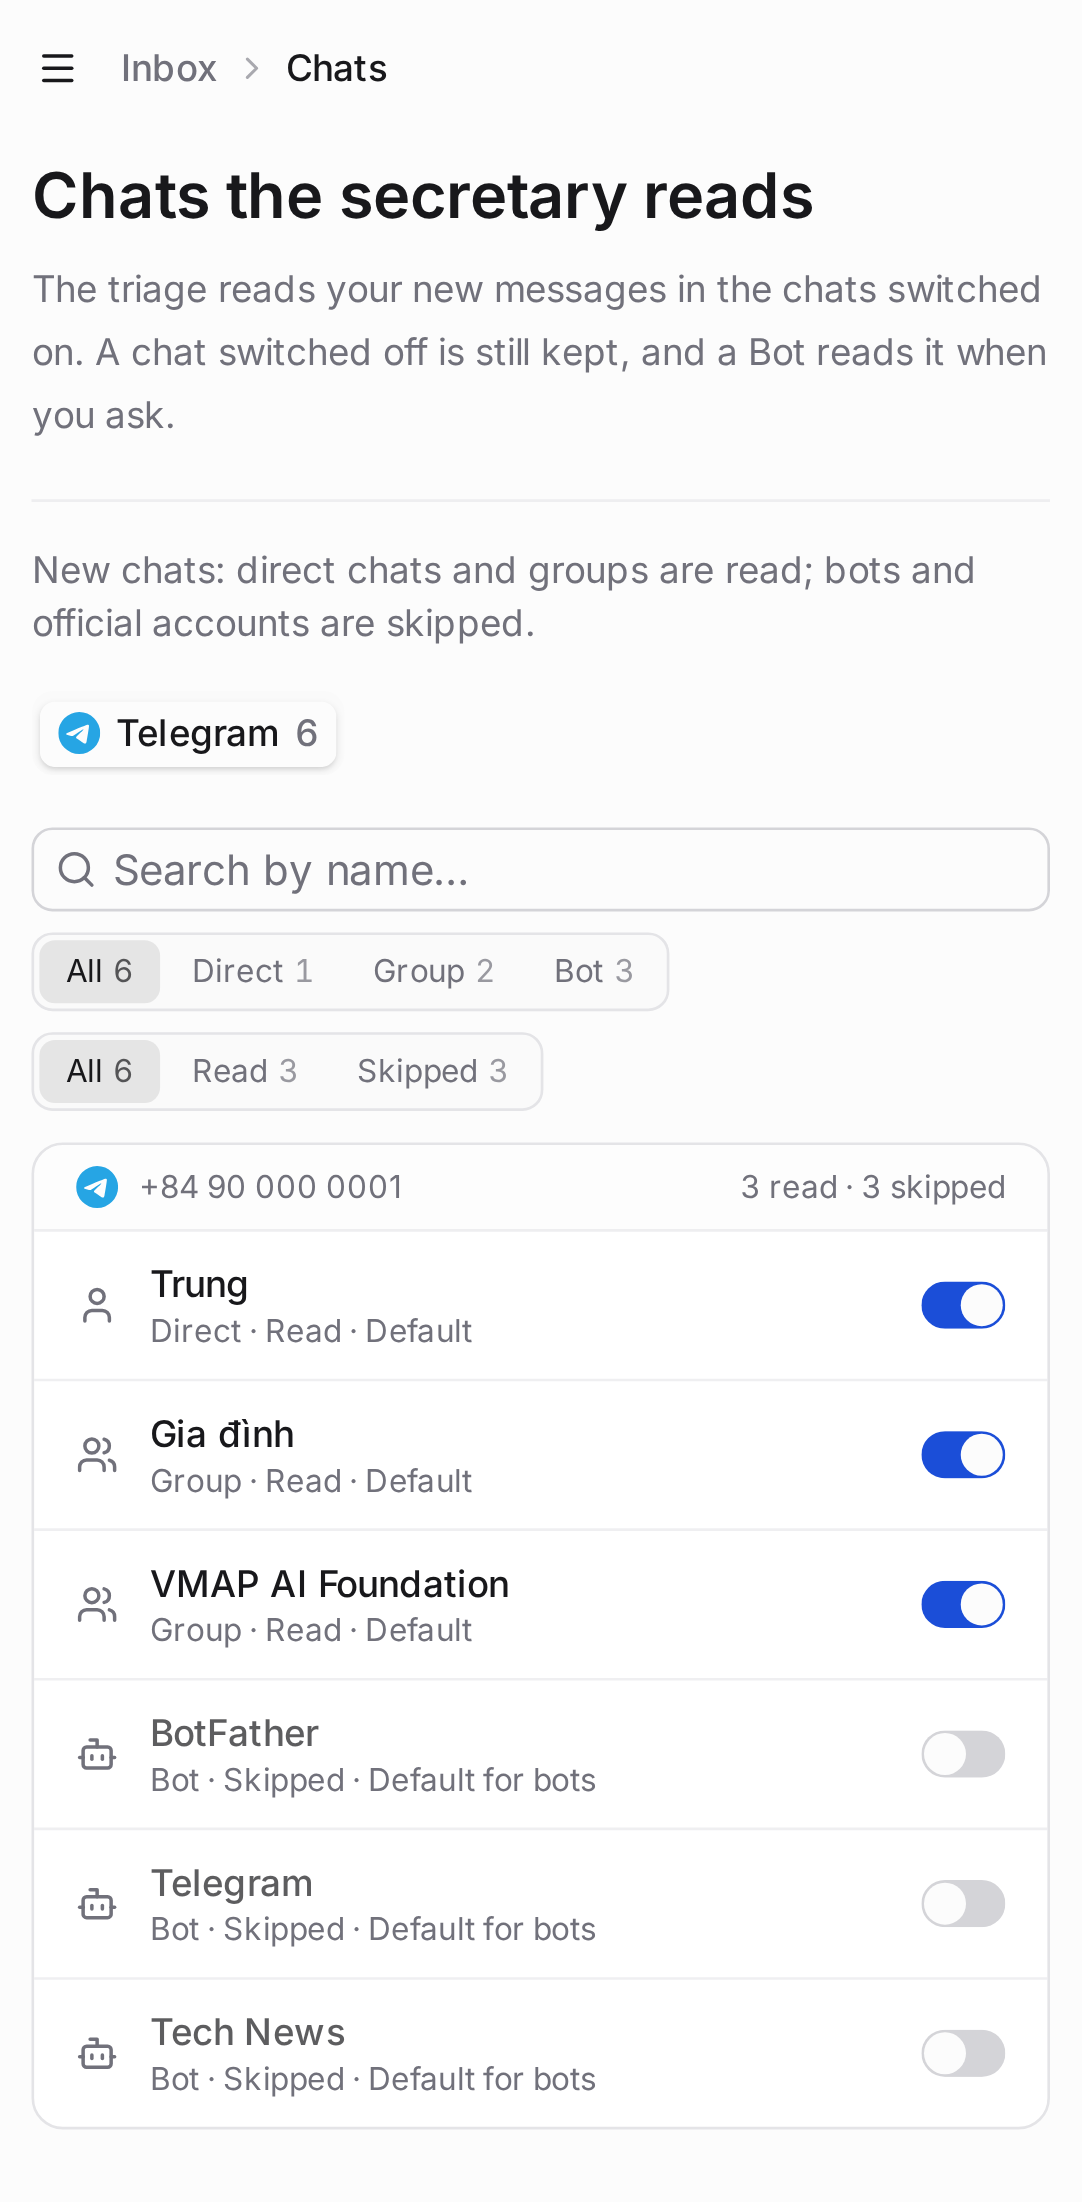 Inbox > Chats
Chats the secretary reads
The triage reads your new messages in the chats switched
on. A chat switched off is still kept, and a Bot reads it when
you ask.
New chats: direct chats and groups are read; bots and
official accounts are skipped.
Telegram 6
Search by name...
All 6 Direct 1 Group 2 Bot 3
All 6 Read 3 Skipped 3
+84 90 000 0001 3 read · 3 skipped
Trung
Direct · Read · Default
Gia đình
Group · Read · Default
VMAP AI Foundation
Group · Read · Default
BotFather
Bot · Skipped · Default for bots
Telegram
Bot · Skipped · Default for bots
Tech News
Bot · Skipped · Default for bots